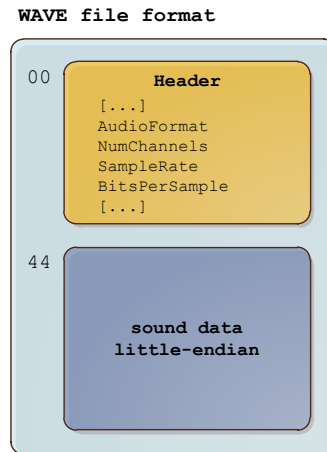 WAVE file format
00
Header
[...]
AudioFormat
NumChannels
SampleRate
BitsPerSample
[...]
44
sound data
little-endian